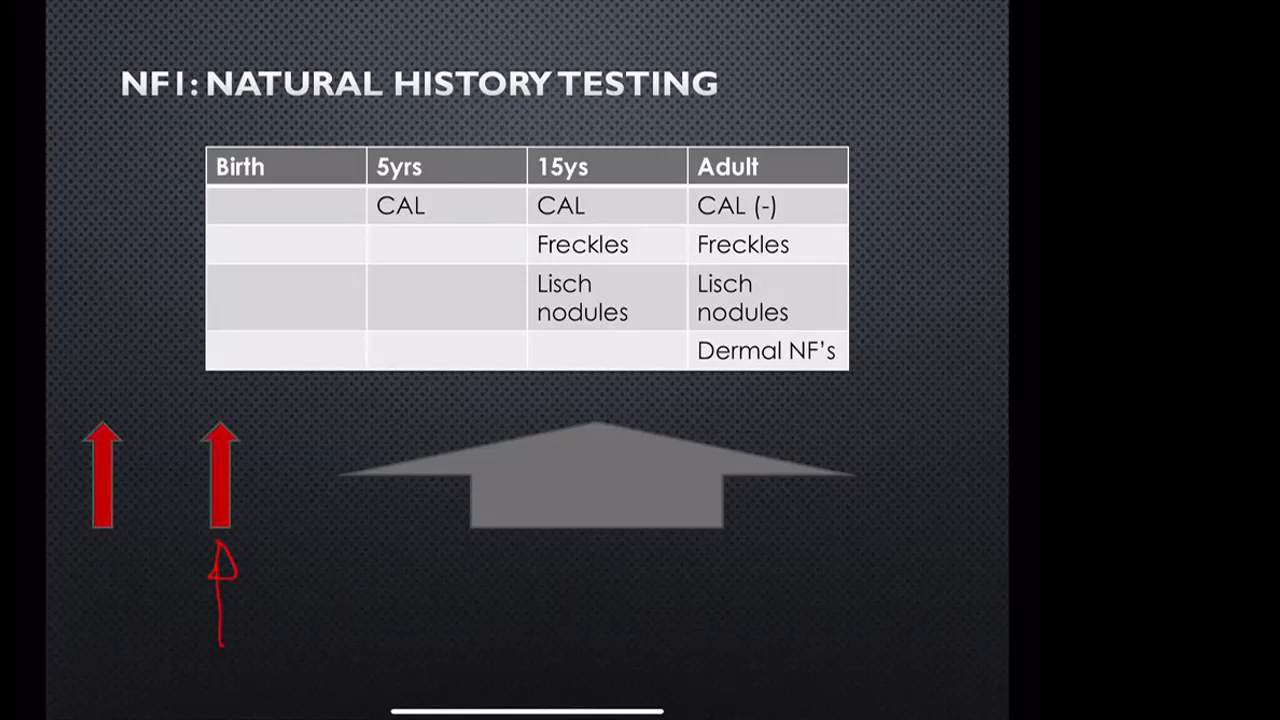 NF1: NATURAL HISTORY TESTING
Birth 5yrs 15ys Adult
CAL CAL CAL (-)
Freckles Freckles
Lisch nodules Lisch nodules
Dermal NF's